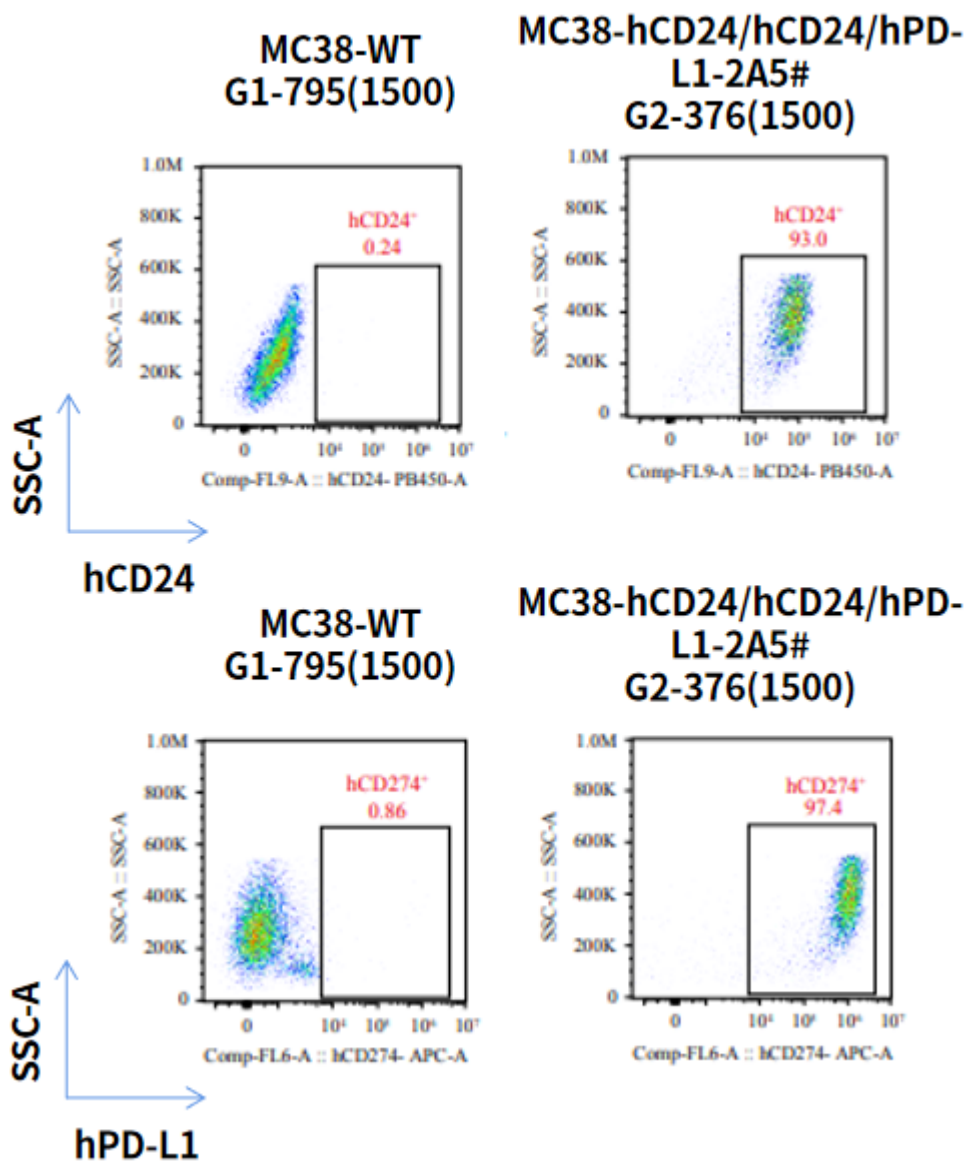 MC38-WT
G1-795(1500)
MC38-hCD24/hCD24/hPD-
L1-2A5#
G2-376(1500)
1.0M
800K
600K
400K
200K
0
SSC-A :: SSC-A
hCD24+
0.24
0 10⁴ 10⁵ 10⁶ 10⁷
Comp-FL9-A :: hCD24- PB450-A
1.0M
800K
600K
400K
200K
0
SSC-A :: SSC-A
hCD24+
93.0
0 10⁴ 10⁵ 10⁶ 10⁷
Comp-FL9-A :: hCD24- PB450-A
SSC-A
hCD24
MC38-WT
G1-795(1500)
MC38-hCD24/hCD24/hPD-
L1-2A5#
G2-376(1500)
1.0M
800K
600K
400K
200K
0
SSC-A :: SSC-A
hCD274+
0.86
0 10⁴ 10⁵ 10⁶ 10⁷
Comp-FL6-A :: hCD274- APC-A
1.0M
800K
600K
400K
200K
0
SSC-A :: SSC-A
hCD274+
97.4
0 10⁴ 10⁵ 10⁶ 10⁷
Comp-FL6-A :: hCD274- APC-A
SSC-A
hPD-L1